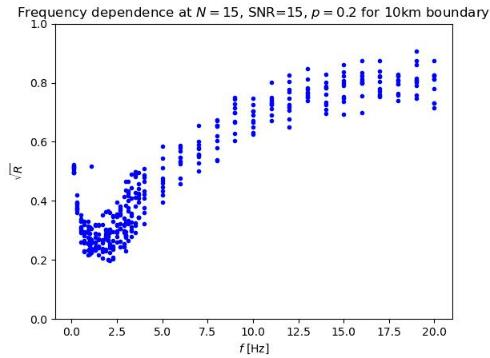 Frequency dependence at N = 15, SNR=15, p = 0.2 for 10km boundary
1.0
0.8
0.6
0.4
0.2
0.0
√R
0.0 2.5 5.0 7.5 10.0 12.5 15.0 17.5 20.0
f [Hz]